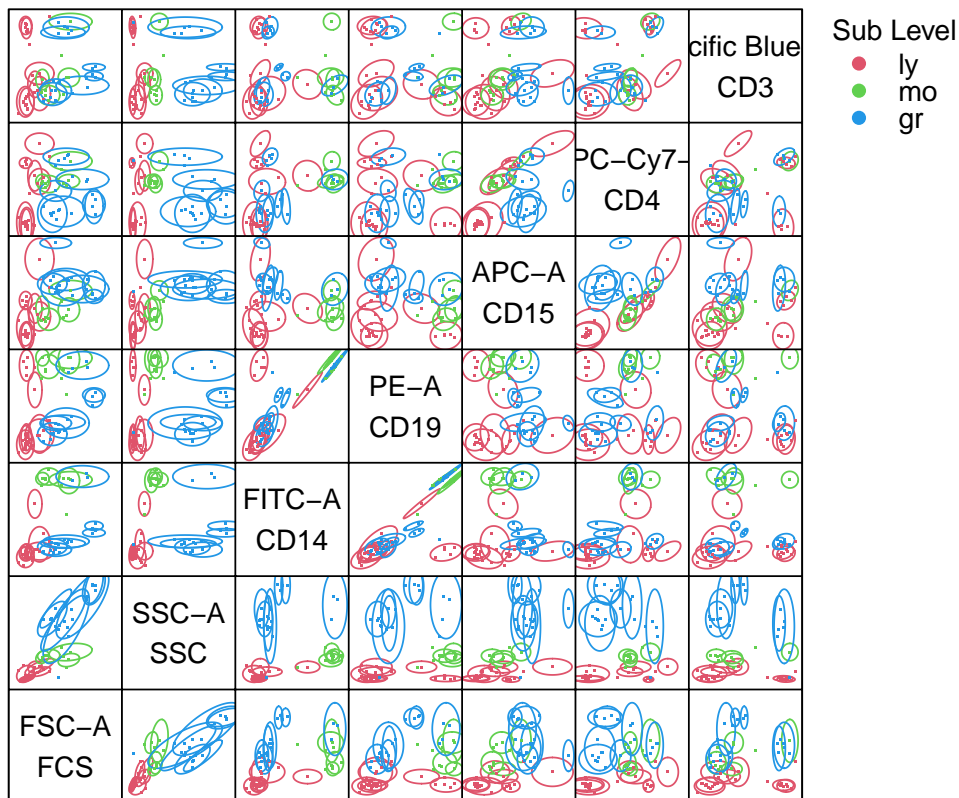 Sub Level
ly
mo
gr
cific Blue
CD3
PC−Cy7−
CD4
APC−A
CD15
PE−A
CD19
FITC−A
CD14
SSC−A
SSC
FSC−A
FCS